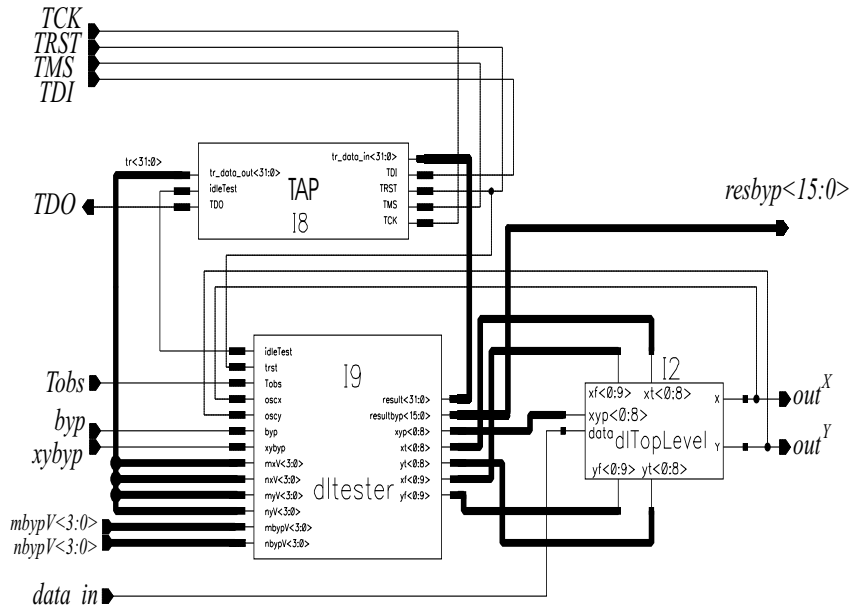 TCK
TRST
TMS
TDI
tr<31:0>
tr_data_out<31:0>
tr_data_in<31:0>
idleTest
TAP
TDI
TDO
TRST
I8
TMS
TCK
TDO
resbyp<15:0>
idleTest
I9
trst
Tobs
Tobs
oscx
result<31:0>
oscy
resultbyp<15:0>
byp
byp
xyp<0:8>
xybyp
xybyp
xt<0:8>
mxV<3:0>
yt<0:8>
nxV<3:0>
xf<0:9>
myV<3:0>
dltester
yf<0:9>
nyV<3:0>
mbypV<3:0>
mbypV<3:0>
nbypV<3:0>
nbypV<3:0>
I2
xf<0:9> xt<0:8>
X
xyp<0:8>
data
dlTopLevel
Y
yf<0:9> yt<0:8>
out X
out Y
data in